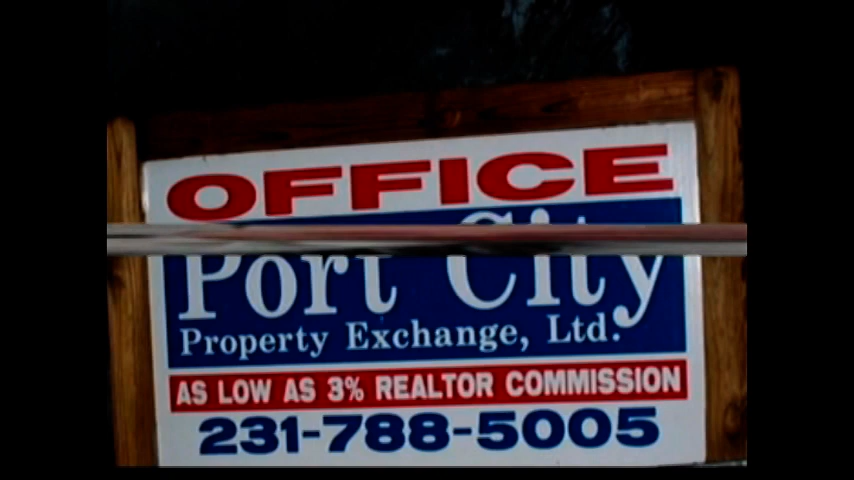 OFFICE
Port City
Property Exchange, Ltd.
AS LOW AS 3% REALTOR COMMISSION
231-788-5005